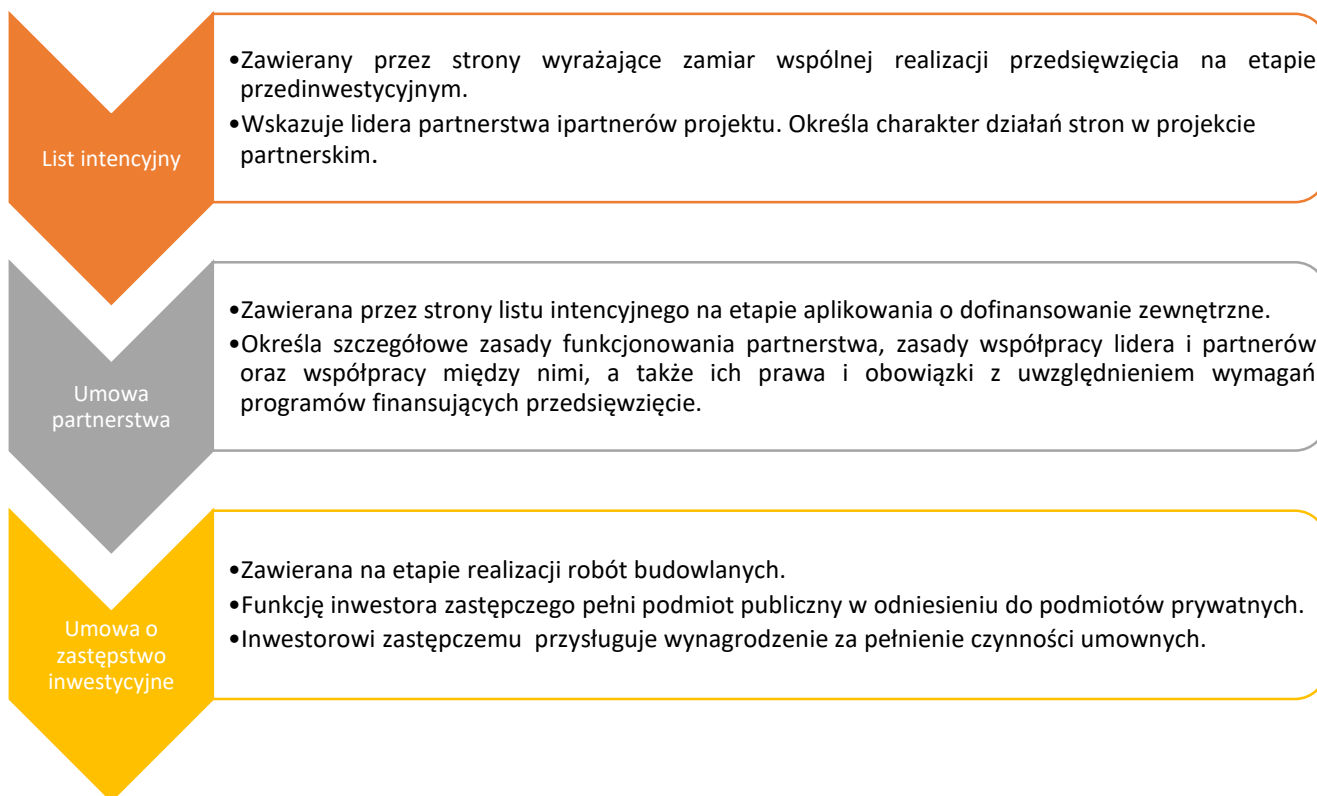 List intencyjny
•Zawierany przez strony wyrażające zamiar wspólnej realizacji przedsięwzięcia na etapie
przedinwestycyjnym.
•Wskazuje lidera partnerstwa ipartnerów projektu. Określa charakter działań stron w projekcie
partnerskim.
Umowa
partnerstwa
•Zawierana przez strony listu intencyjnego na etapie aplikowania o dofinansowanie zewnętrzne.
•Określa szczegółowe zasady funkcjonowania partnerstwa, zasady współpracy lidera i partnerów
oraz współpracy między nimi, a także ich prawa i obowiązki z uwzględnieniem wymagań
programów finansujących przedsięwzięcie.
Umowa o
zastępstwo
inwestycyjne
•Zawierana na etapie realizacji robót budowlanych.
•Funkcję inwestora zastępczego pełni podmiot publiczny w odniesieniu do podmiotów prywatnych.
•Inwestorowi zastępczemu przysługuje wynagrodzenie za pełnienie czynności umownych.